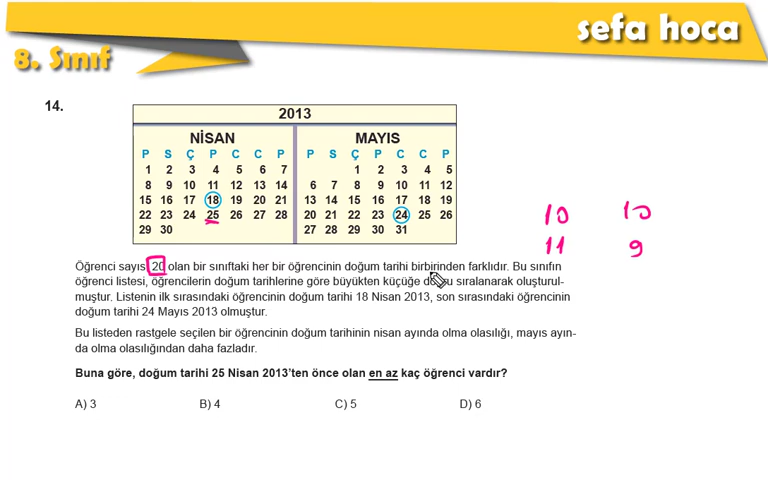 sefa hoca
8. Sınıf
14.
2013
NİSAN MAYIS
P S Ç P C C P P S Ç P C C P
1 2 3 4 5 6 7 1 2 3 4 5
8 9 10 11 12 13 14 6 7 8 9 10 11 12
15 16 17 18 19 20 21 13 14 15 16 17 18 19
22 23 24 25 26 27 28 20 21 22 23 24 25 26
29 30 27 28 29 30 31
10 10
11 9
Öğrenci sayısı 20 olan bir sınıftaki her bir öğrencinin doğum tarihi birbirinden farklıdır. Bu sınıfın
öğrenci listesi, öğrencilerin doğum tarihlerine göre büyükten küçüğe sıralanarak oluşturul-
muştur. Listenin ilk sırasındaki öğrencinin doğum tarihi 18 Nisan 2013, son sırasındaki öğrencinin
doğum tarihi 24 Mayıs 2013 olmuştur.
Bu listeden rastgele seçilen bir öğrencinin doğum tarihinin nisan ayında olma olasılığı, mayıs ayın-
da olma olasılığından daha fazladır.
Buna göre, doğum tarihi 25 Nisan 2013'ten önce olan en az kaç öğrenci vardır?
A) 3 B) 4 C) 5 D) 6